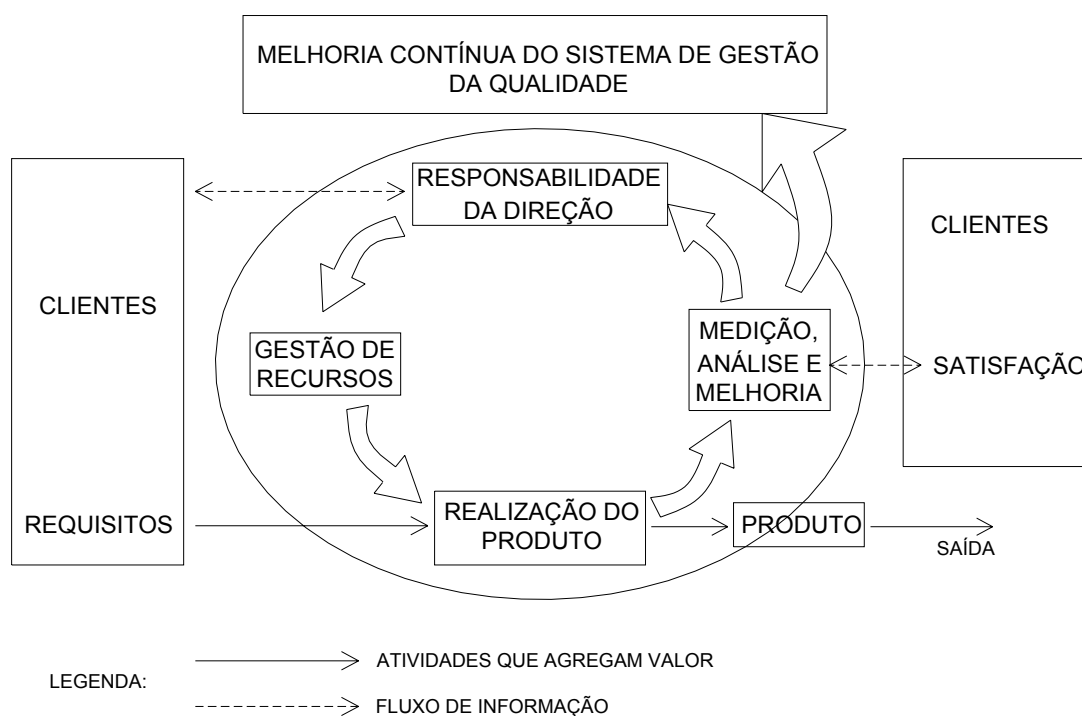 MELHORIA CONTÍNUA DO SISTEMA DE GESTÃO
DA QUALIDADE
RESPONSABILIDADE
DA DIREÇÃO
CLIENTES
CLIENTES
GESTÃO DE
RECURSOS
MEDIÇÃO,
ANÁLISE E
MELHORIA
SATISFAÇÃO
REQUISITOS
REALIZAÇÃO DO
PRODUTO
PRODUTO
SAÍDA
LEGENDA:
ATIVIDADES QUE AGREGAM VALOR
FLUXO DE INFORMAÇÃO